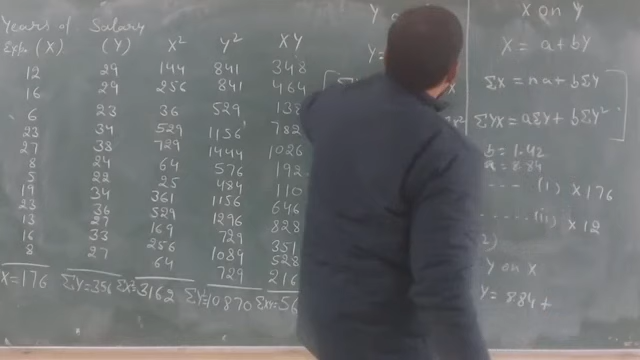 Years of Expe (X) Salary (Y) X² Y² XY
12 29 144 841 348
16 29 256 841 464
6 23 36 529 138
23 34 529 1156 782
27 38 729 1444 1026
8 24 64 576 192
5 22 25 484 110
19 34 361 1156 646
23 36 529 1296 828
13 27 169 729 351
16 33 256 1089 528
8 27 64 729 216
X=176 ΣY=356 ΣX²=3162 ΣY²=10870 ΣXY=56
Y
Y=
X on Y
X = a+bY
ΣX = na + bΣY
ΣYX = aΣY + bΣY²
b = 1.42
a = 8.84
..... (i) X 176
..... (ii) X 12
2)
Y on X
Y = 8.84 +